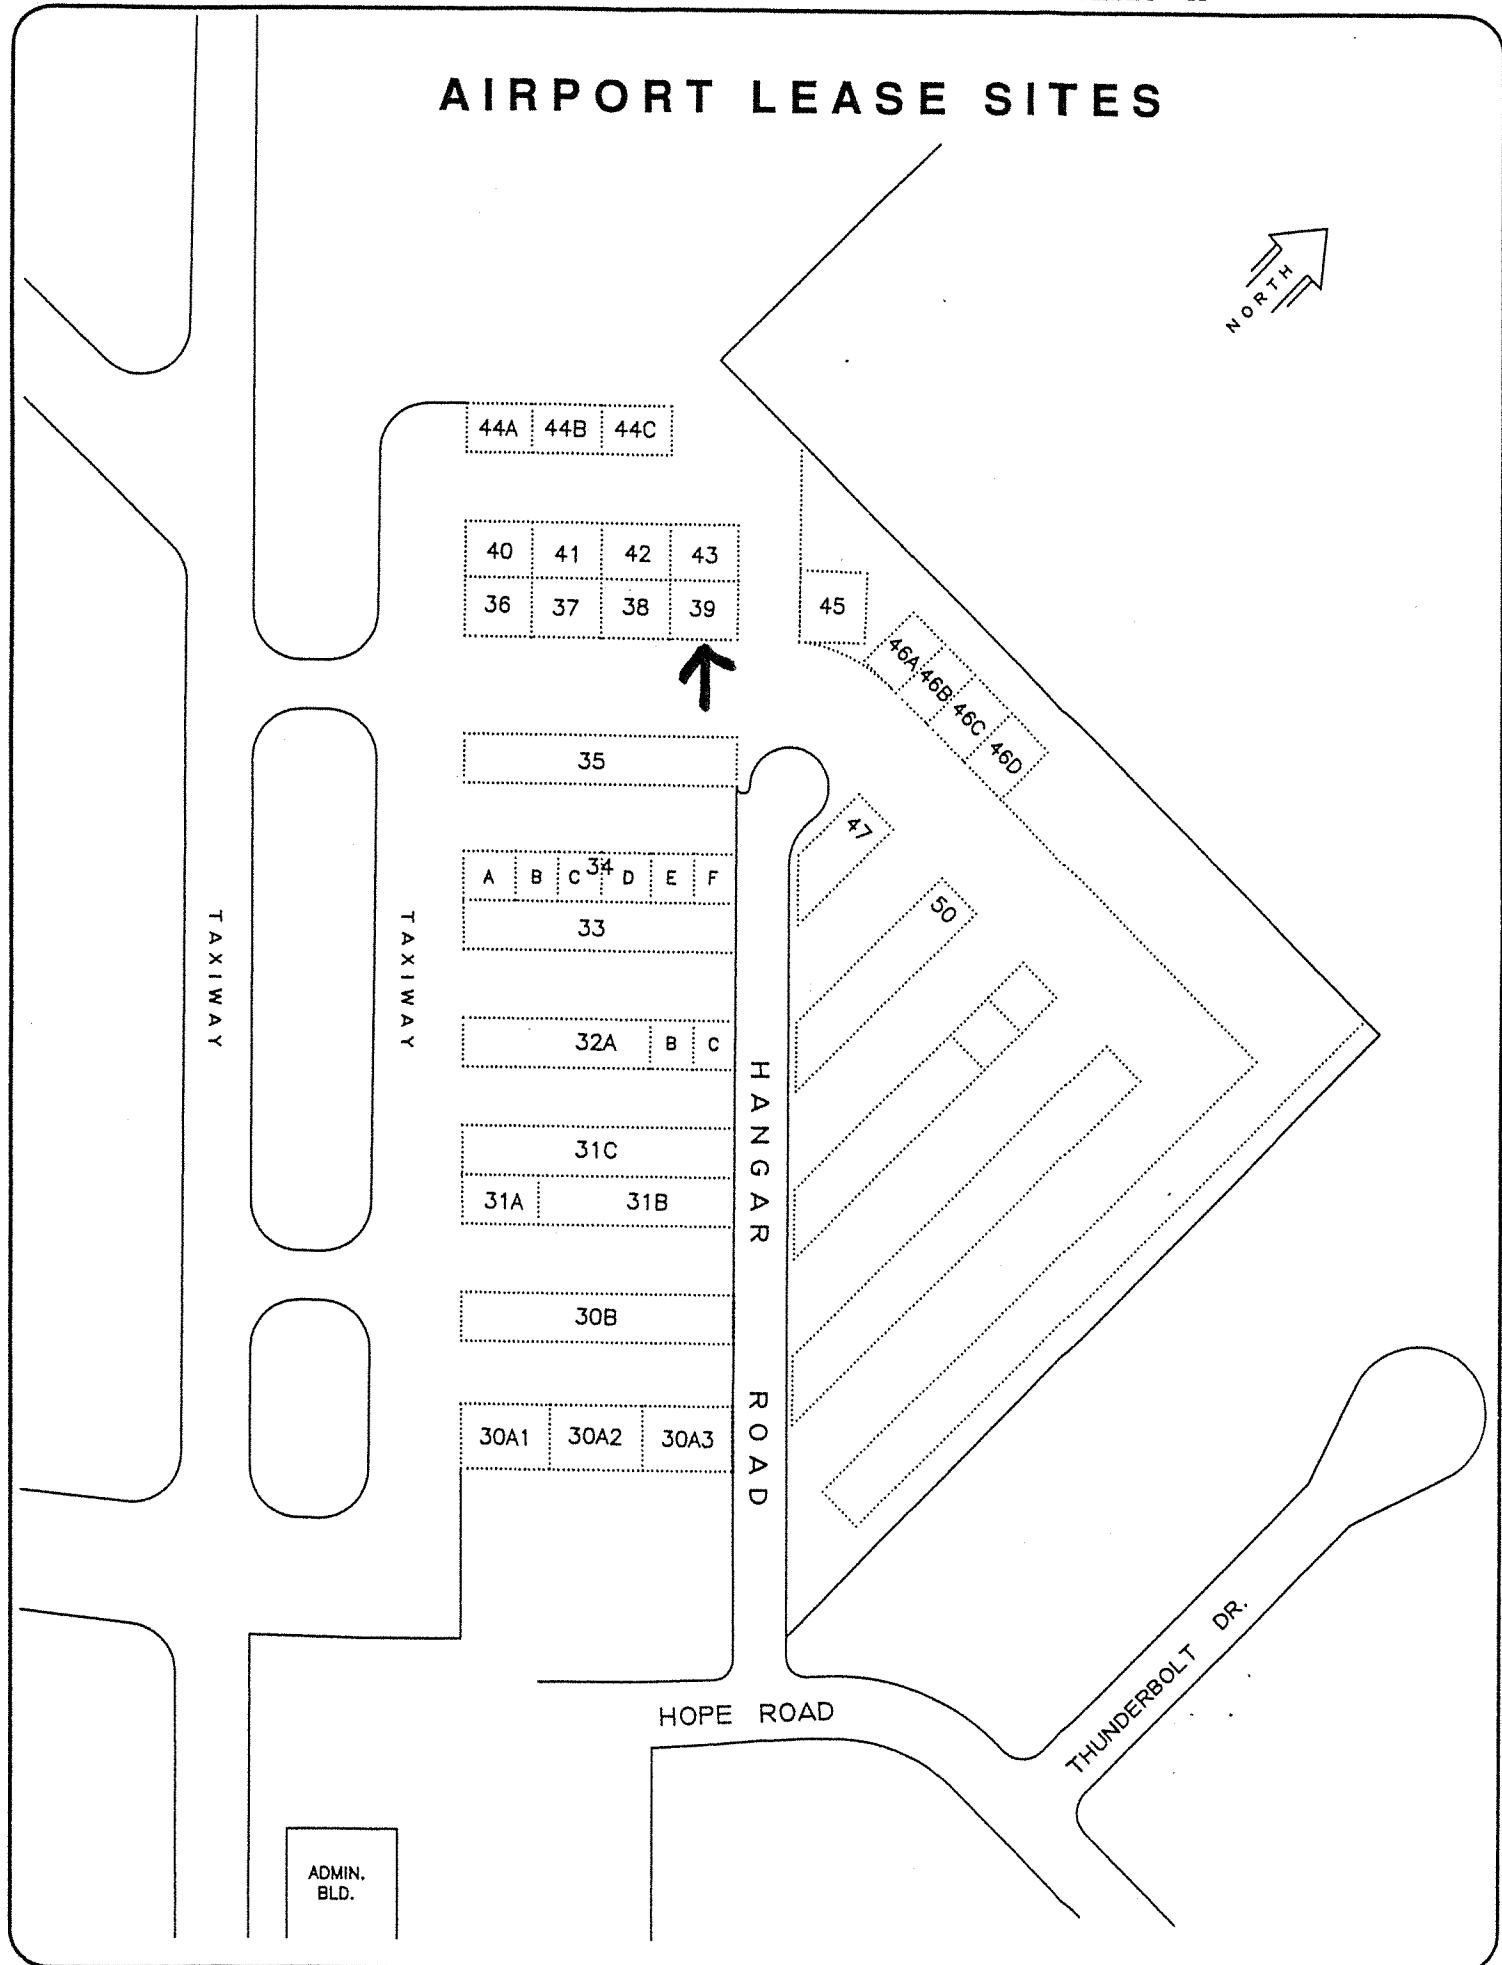 AIRPORT LEASE SITES
NORTH
44A 44B 44C
40 41 42 43
36 37 38 39
45
46A 46B 46C 46D
35
47
34
A B C D E F
50
33
TAXIWAY
TAXIWAY
32A B C
31C
31A 31B
HANGAR ROAD
30B
30A1 30A2 30A3
HOPE ROAD
THUNDERBOLT DR.
ADMIN.
BLD.